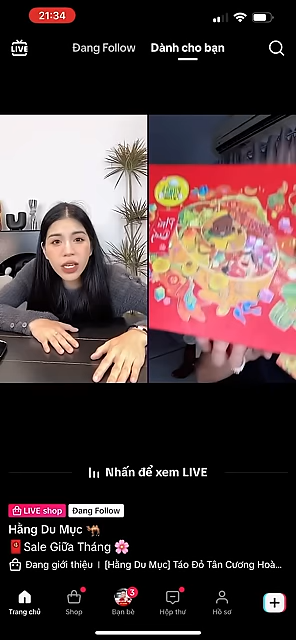 21:34
LIVE
Đang Follow
Dành cho bạn
Nhấn để xem LIVE
LIVE shop
Đang Follow
Hằng Du Mục 🐫
🧧Sale Giữa Tháng 🌸
Đang giới thiệu | [Hằng Du Mục] Táo Đỏ Tân Cương Hoà...
3
Trang chủ
Shop
Bạn bè
Hộp thư
Hồ sơ